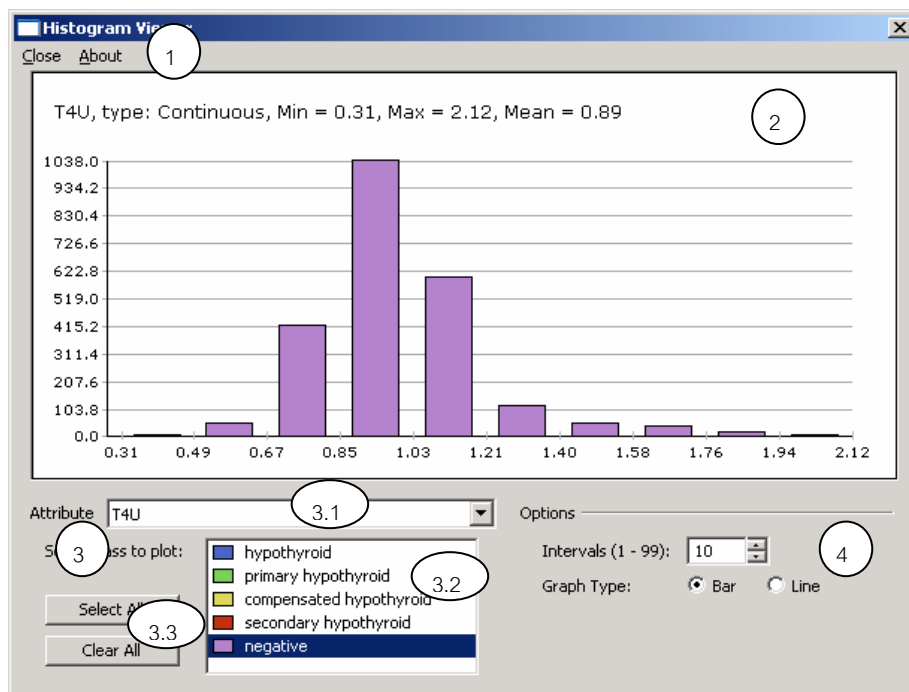 Histogram Viewer
Close About
1
T4U, type: Continuous, Min = 0.31, Max = 2.12, Mean = 0.89
2
1038.0
934.2
830.4
726.6
622.8
519.0
415.2
311.4
207.6
103.8
0.0
0.31 0.49 0.67 0.85 1.03 1.21 1.40 1.58 1.76 1.94 2.12
Attribute T4U 3.1
Options
3
to plot:
hypothyroid
primary hypothyroid
compensated hypothyroid
secondary hypothyroid
negative
3.2
Intervals (1 - 99): 10
4
Graph Type: Bar Line
Select All
3.3
Clear All